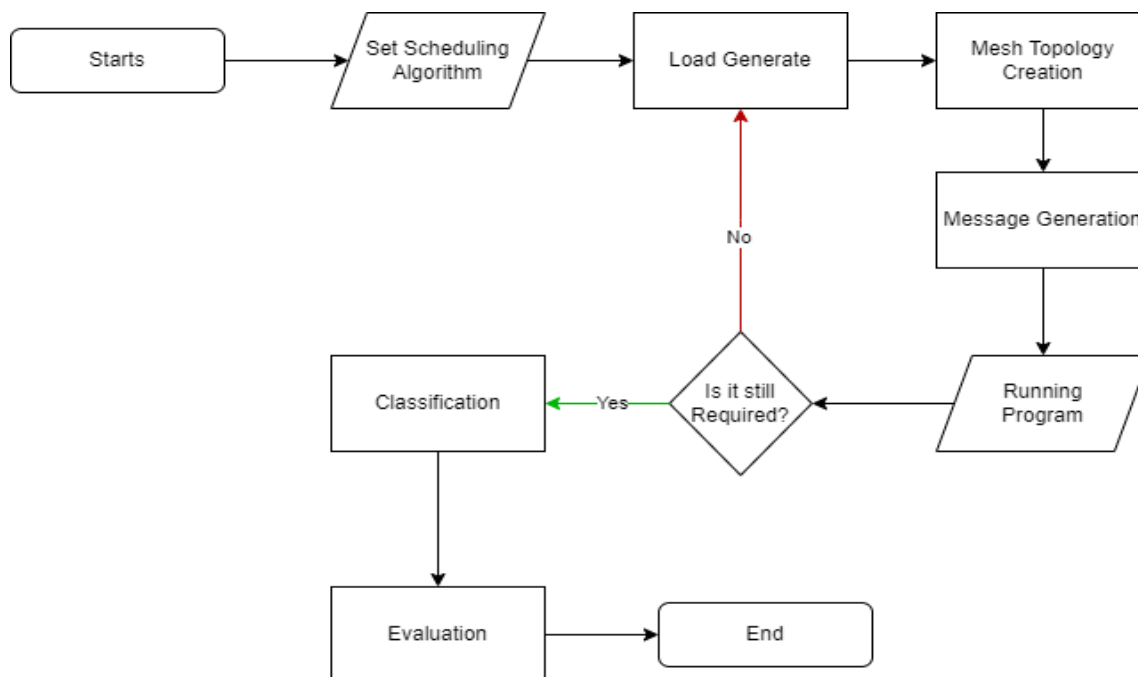 Starts
Set Scheduling
Algorithm
Load Generate
Mesh Topology
Creation
Message Generation
No
Running
Program
Is it still
Required?
Yes
Classification
Evaluation
End